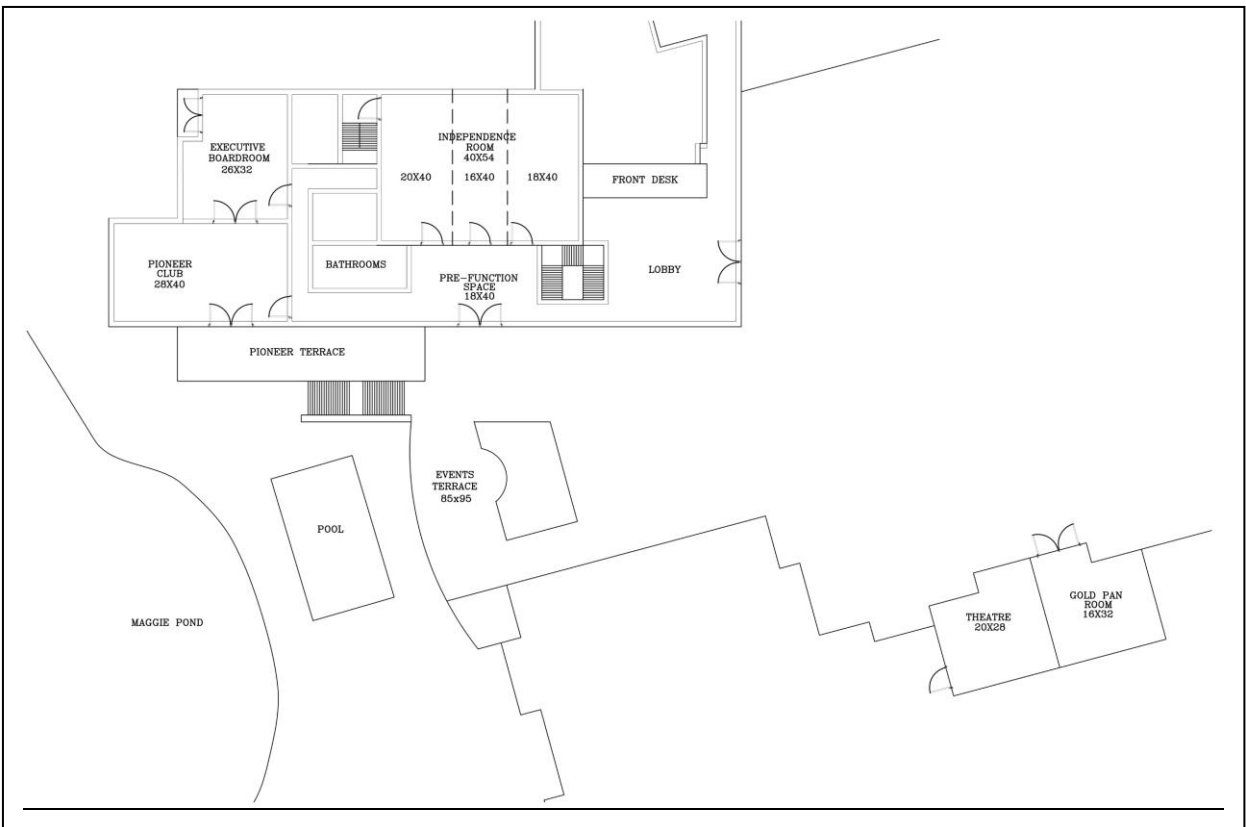 EXECUTIVE
BOARDROOM
26X32
INDEPENDENCE
ROOM
40X54
20X40
16X40
18X40
FRONT DESK
PIONEER
CLUB
28X40
BATHROOMS
PRE-FUNCTION
SPACE
18X40
LOBBY
PIONEER TERRACE
EVENTS
TERRACE
85x95
POOL
MAGGIE POND
THEATRE
20X28
GOLD PAN
ROOM
16X32